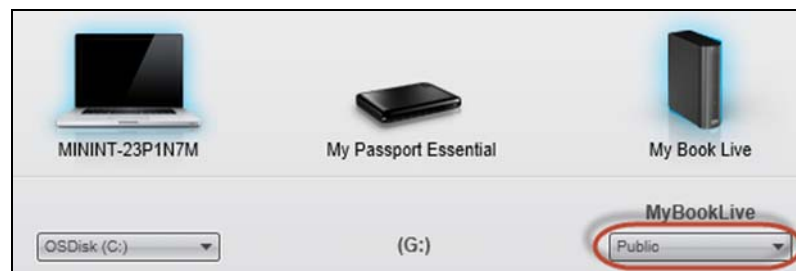 MININT-23P1N7M My Passport Essential My Book Live
MyBookLive
OSDisk (C:) (G:) Public